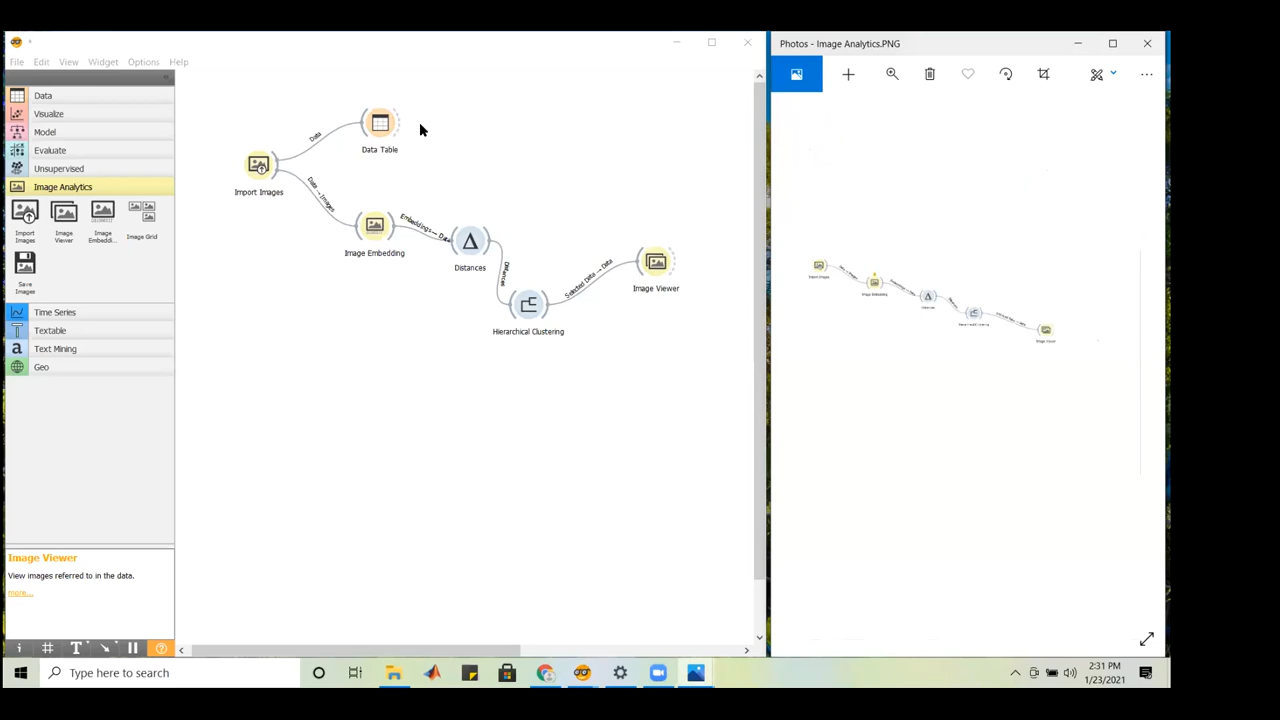 File Edit View Widget Options Help
Data
Visualize
Model
Evaluate
Unsupervised
Image Analytics
Import Images
Image Viewer
Image Embeddi...
Image Grid
Save Images
Time Series
Textable
Text Mining
Geo
Image Viewer
View images referred to in the data.
more...
Data
Data Table
Import Images
Data → Images
Image Embedding
Embeddings → Data
Distances
Distances
Hierarchical Clustering
Selected Data → Data
Image Viewer
Photos - Image Analytics.PNG
Type here to search
2:31 PM
1/23/2021